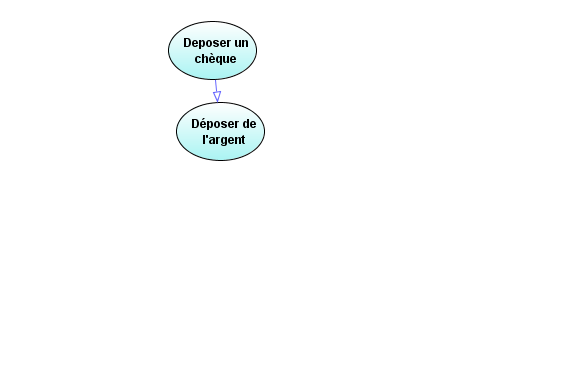 Deposer un
chèque
Déposer de
l'argent